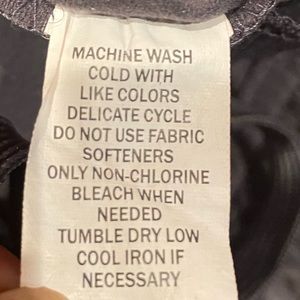 MACHINE WASH
COLD WITH
LIKE COLORS
DELICATE CYCLE
DO NOT USE FABRIC
SOFTENERS
ONLY NON-CHLORINE
BLEACH WHEN
NEEDED
TUMBLE DRY LOW
COOL IRON IF
NECESSARY